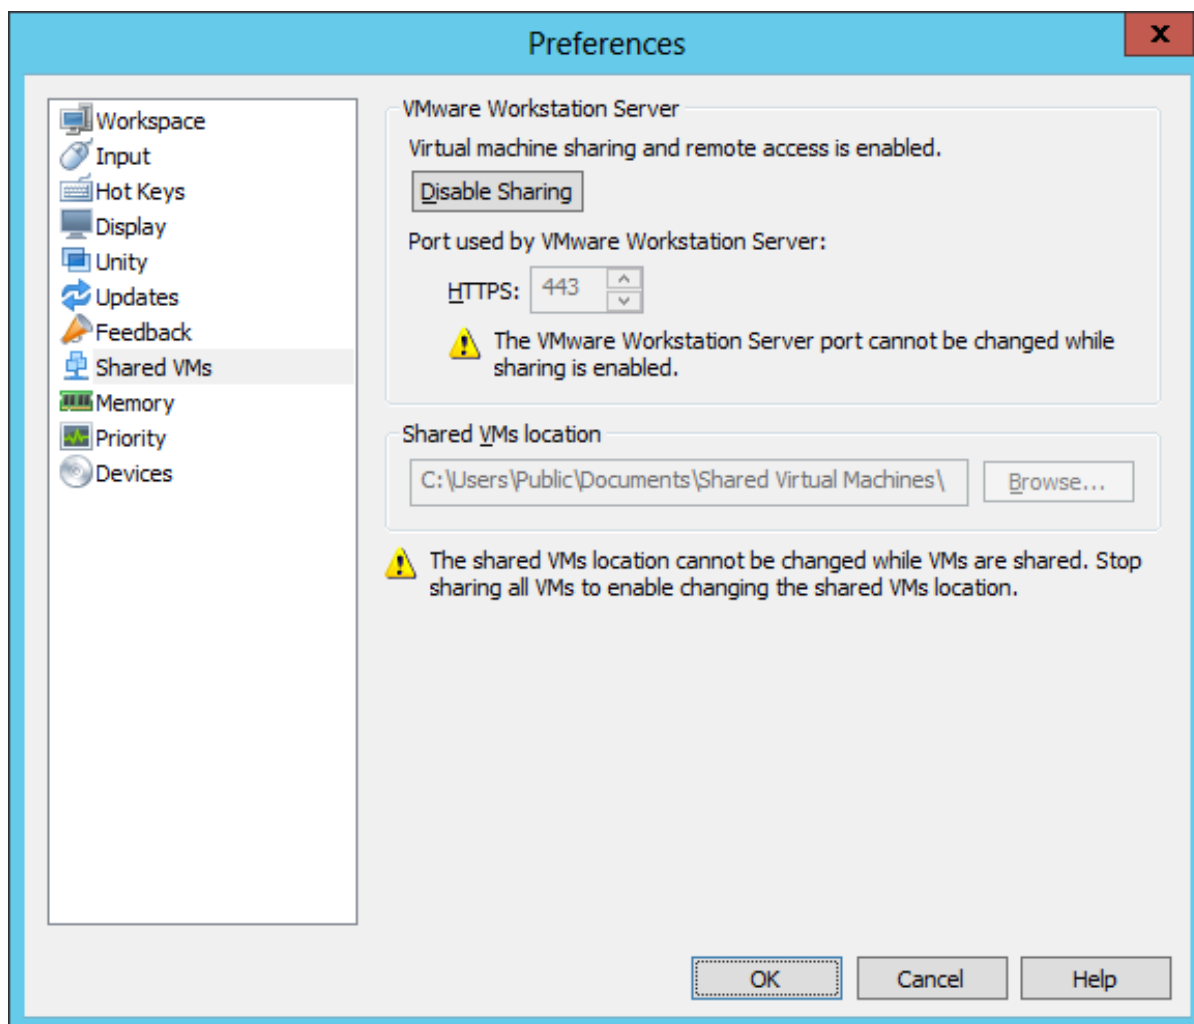 Preferences
x
Workspace
Input
Hot Keys
Display
Unity
Updates
Feedback
Shared VMs
Memory
Priority
Devices
VMware Workstation Server
Virtual machine sharing and remote access is enabled.
Disable Sharing
Port used by VMware Workstation Server:
HTTPS: 443
The VMware Workstation Server port cannot be changed while
sharing is enabled.
Shared VMs location
C:\Users\Public\Documents\Shared Virtual Machines\ Browse...
The shared VMs location cannot be changed while VMs are shared. Stop
sharing all VMs to enable changing the shared VMs location.
OK Cancel Help